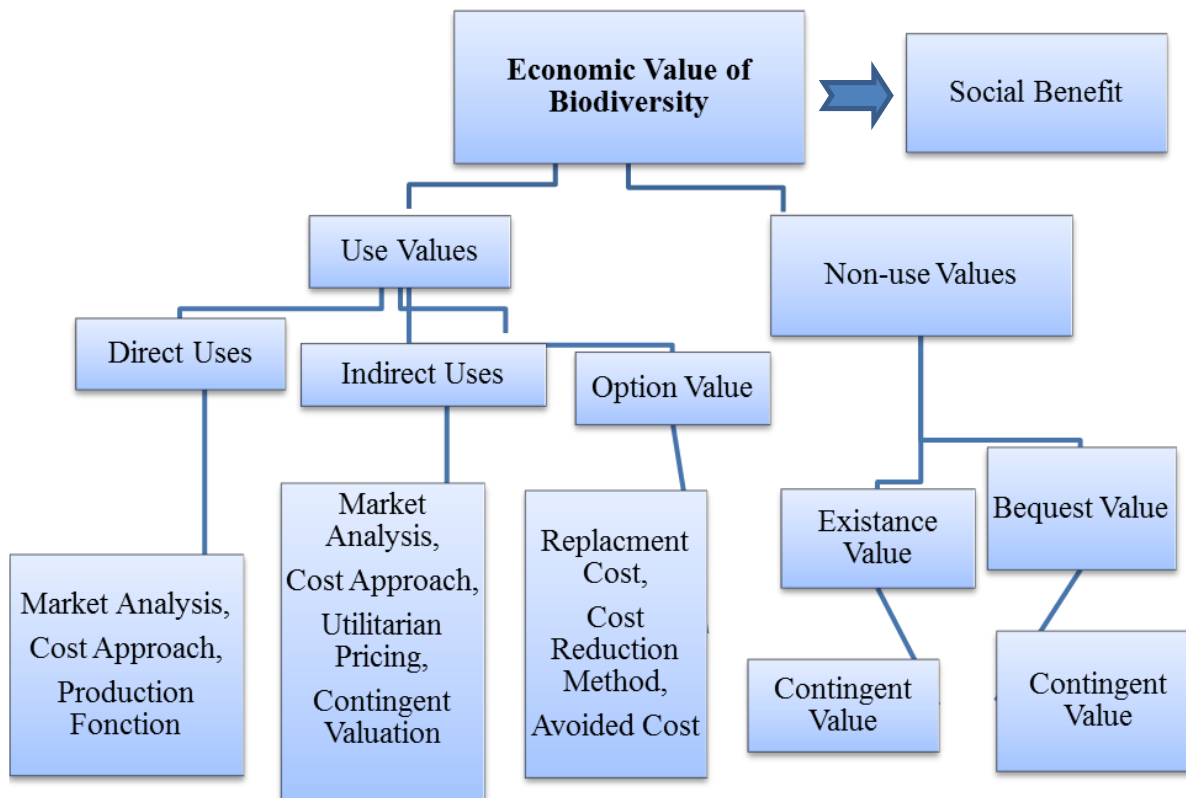 Economic Value of
Biodiversity
Social Benefit
Use Values
Non-use Values
Direct Uses
Indirect Uses
Option Value
Existance
Value
Bequest Value
Market Analysis,
Cost Approach,
Production
Fonction
Market
Analysis,
Cost Approach,
Utilitarian
Pricing,
Contingent
Valuation
Replacment
Cost,
Cost
Reduction
Method,
Avoided Cost
Contingent
Value
Contingent
Value